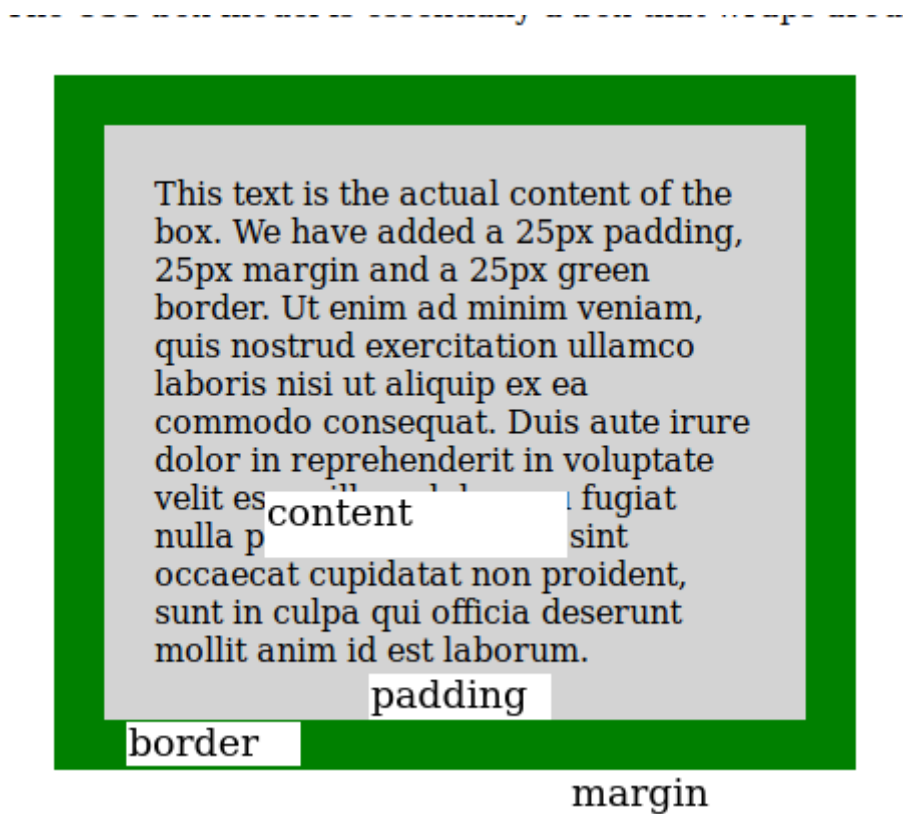 This text is the actual content of the
box. We have added a 25px padding,
25px margin and a 25px green
border. Ut enim ad minim veniam,
quis nostrud exercitation ullamco
laboris nisi ut aliquip ex ea
commodo consequat. Duis aute irure
dolor in reprehenderit in voluptate
velit fugiat
content
nulla sint
occaecat cupidatat non proident,
sunt in culpa qui officia deserunt
mollit anim id est laborum.
padding
border
margin